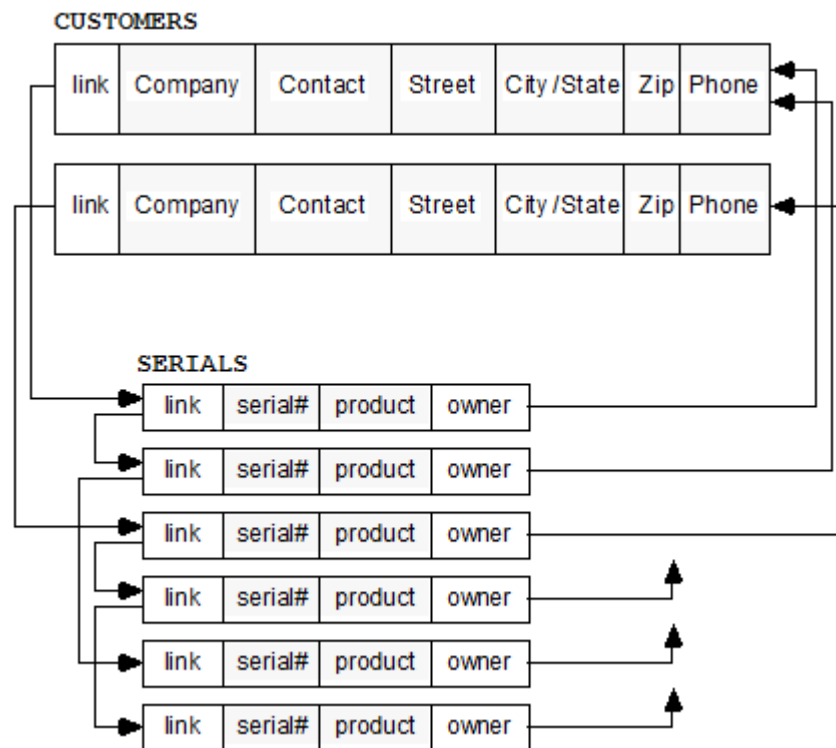 CUSTOMERS
link Company Contact Street City/State Zip Phone
link Company Contact Street City/State Zip Phone
SERIALS
link serial# product owner
link serial# product owner
link serial# product owner
link serial# product owner
link serial# product owner
link serial# product owner